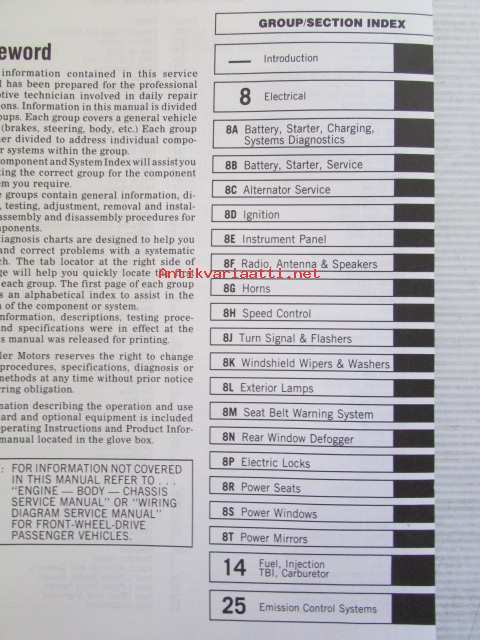 eword
information contained in this service
has been prepared for the professional
tive technician involved in daily repair
ons. Information in this manual is divided
ups. Each group covers a general vehicle
(brakes, steering, body, etc.) Each group
er divided to address individual compo-
r systems within the group.
omponent and System Index will assist you
ting the correct group for the component
em you require.
e groups contain general information, di-
, testing, adjustment, removal and instal-
assembly and disassembly procedures for
ponents.
iagnosis charts are designed to help you
and correct problems with a systematic
ch. The tab locator at the right side of
ge will help you quickly locate the
each group. The first page of each group
s an alphabetical index to assist in the
n of the component or system.
nformation, descriptions, testing proce-
nd specifications were in effect at the
s manual was released for printing.
ler Motors reserves the right to change
procedures, specifications, diagnosis or
methods at any time without prior notice
rring obligation.
mation describing the operation and use
ard and optional equipment is included
perating Instructions and Product Infor-
manual located in the glove box.
: FOR INFORMATION NOT COVERED
IN THIS MANUAL REFER TO . . .
"ENGINE — BODY — CHASSIS
SERVICE MANUAL" OR "WIRING
DIAGRAM SERVICE MANUAL"
FOR FRONT-WHEEL-DRIVE
PASSENGER VEHICLES.
GROUP/SECTION INDEX
— Introduction
8 Electrical
8A Battery, Starter, Charging,
Systems Diagnostics
8B Battery, Starter, Service
8C Alternator Service
8D Ignition
8E Instrument Panel
8F Radio, Antenna & Speakers
8G Horns
8H Speed Control
8J Turn Signal & Flashers
8K Windshield Wipers & Washers
8L Exterior Lamps
8M Seat Belt Warning System
8N Rear Window Defogger
8P Electric Locks
8R Power Seats
8S Power Windows
8T Power Mirrors
14 Fuel, Injection
TBI, Carburetor
25 Emission Control Systems
Antikvariaatti.net